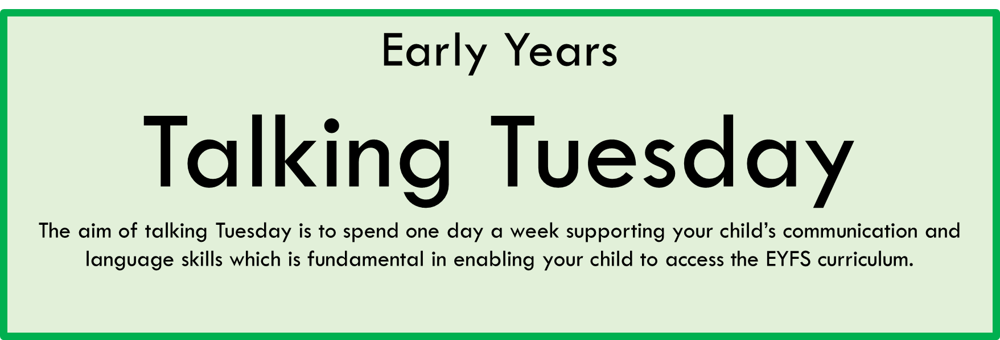 Early Years
Talking Tuesday
The aim of talking Tuesday is to spend one day a week supporting your child’s communication and
language skills which is fundamental in enabling your child to access the EYFS curriculum.